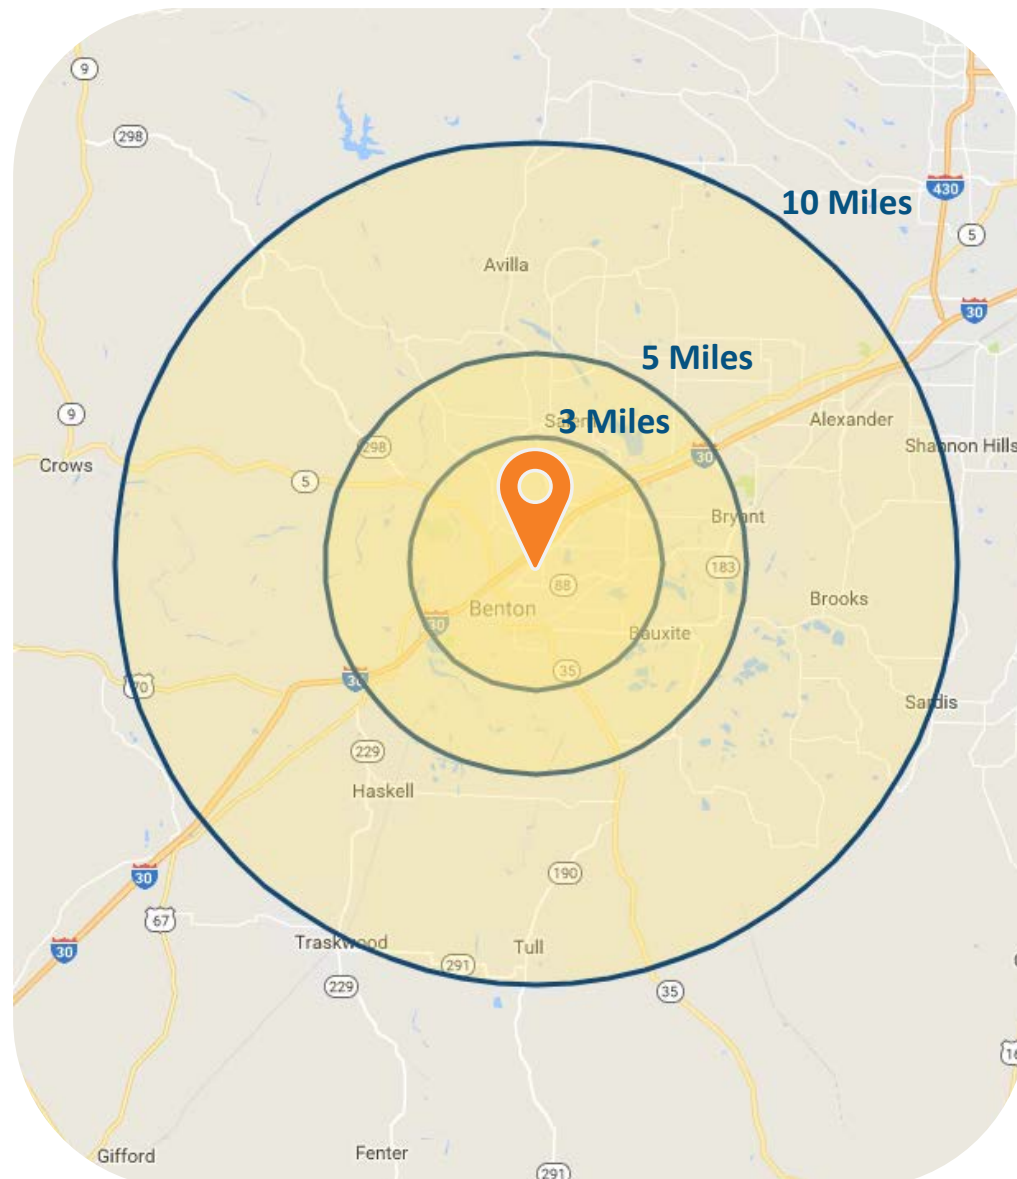 9
298
10 Miles
430
5
Avilla
30
5 Miles
9
3 Miles
Alexander
298
Shannon Hills
30
Crows
5
Bryant
183
88
Benton
Brooks
30
Bauxite
35
30
70
Sardis
229
Haskell
30
190
67
Traskwood
Tull
30
291
229
35
Fenter
Gifford
291